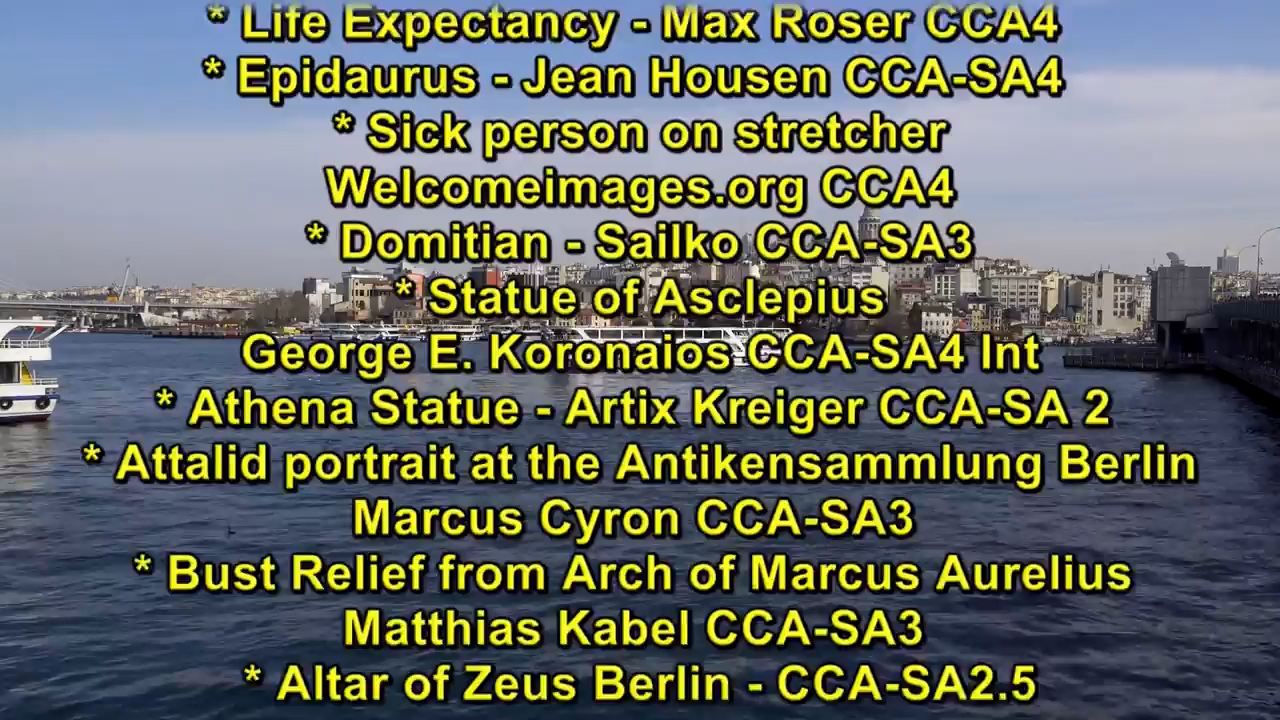 * Life Expectancy - Max Roser CCA4
* Epidaurus - Jean Housen CCA-SA4
* Sick person on stretcher
Welcomeimages.org CCA4
* Domitian - Sailko CCA-SA3
* Statue of Asclepius
George E. Koronaios CCA-SA4 Int
* Athena Statue - Artix Kreiger CCA-SA 2
* Attalid portrait at the Antikensammlung Berlin
Marcus Cyron CCA-SA3
* Bust Relief from Arch of Marcus Aurelius
Matthias Kabel CCA-SA3
* Altar of Zeus Berlin - CCA-SA2.5